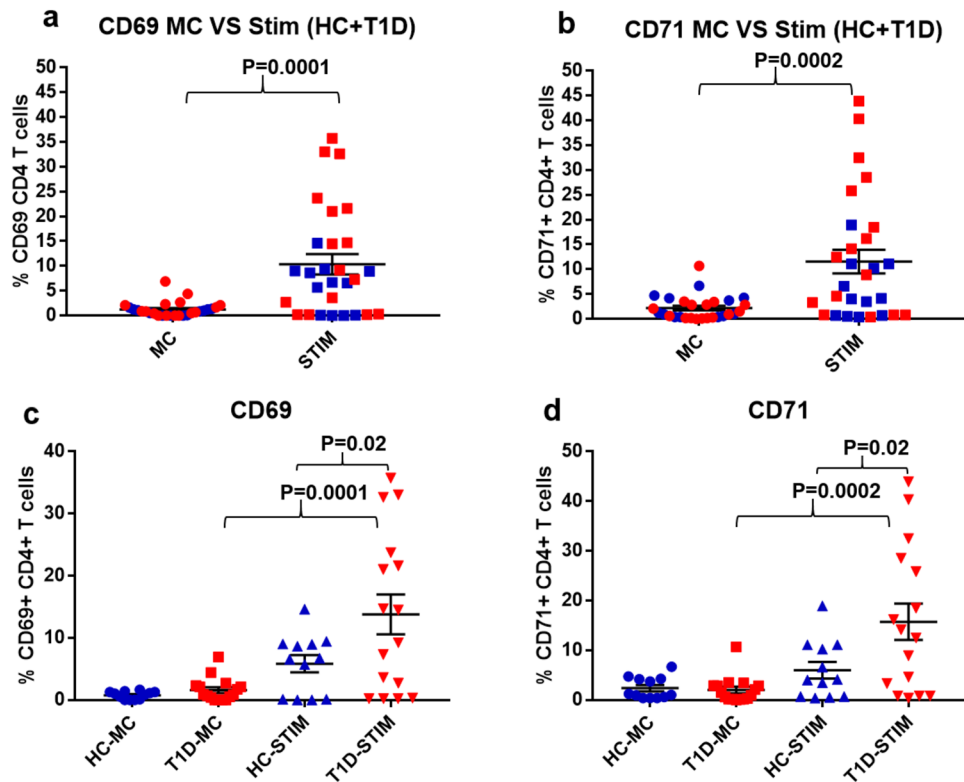 a
CD69 MC VS Stim (HC+T1D)
P=0.0001
% CD69 CD4 T cells
50
45
40
35
30
25
20
15
10
5
0
MC
STIM
b
CD71 MC VS Stim (HC+T1D)
P=0.0002
% CD71+ CD4+ T cells
50
45
40
35
30
25
20
15
10
5
0
MC
STIM
c
CD69
P=0.02
P=0.0001
% CD69+ CD4+ T cells
40
30
20
10
0
HC-MC
T1D-MC
HC-STIM
T1D-STIM
d
CD71
P=0.02
P=0.0002
% CD71+ CD4+ T cells
50
40
30
20
10
0
HC-MC
T1D-MC
HC-STIM
T1D-STIM